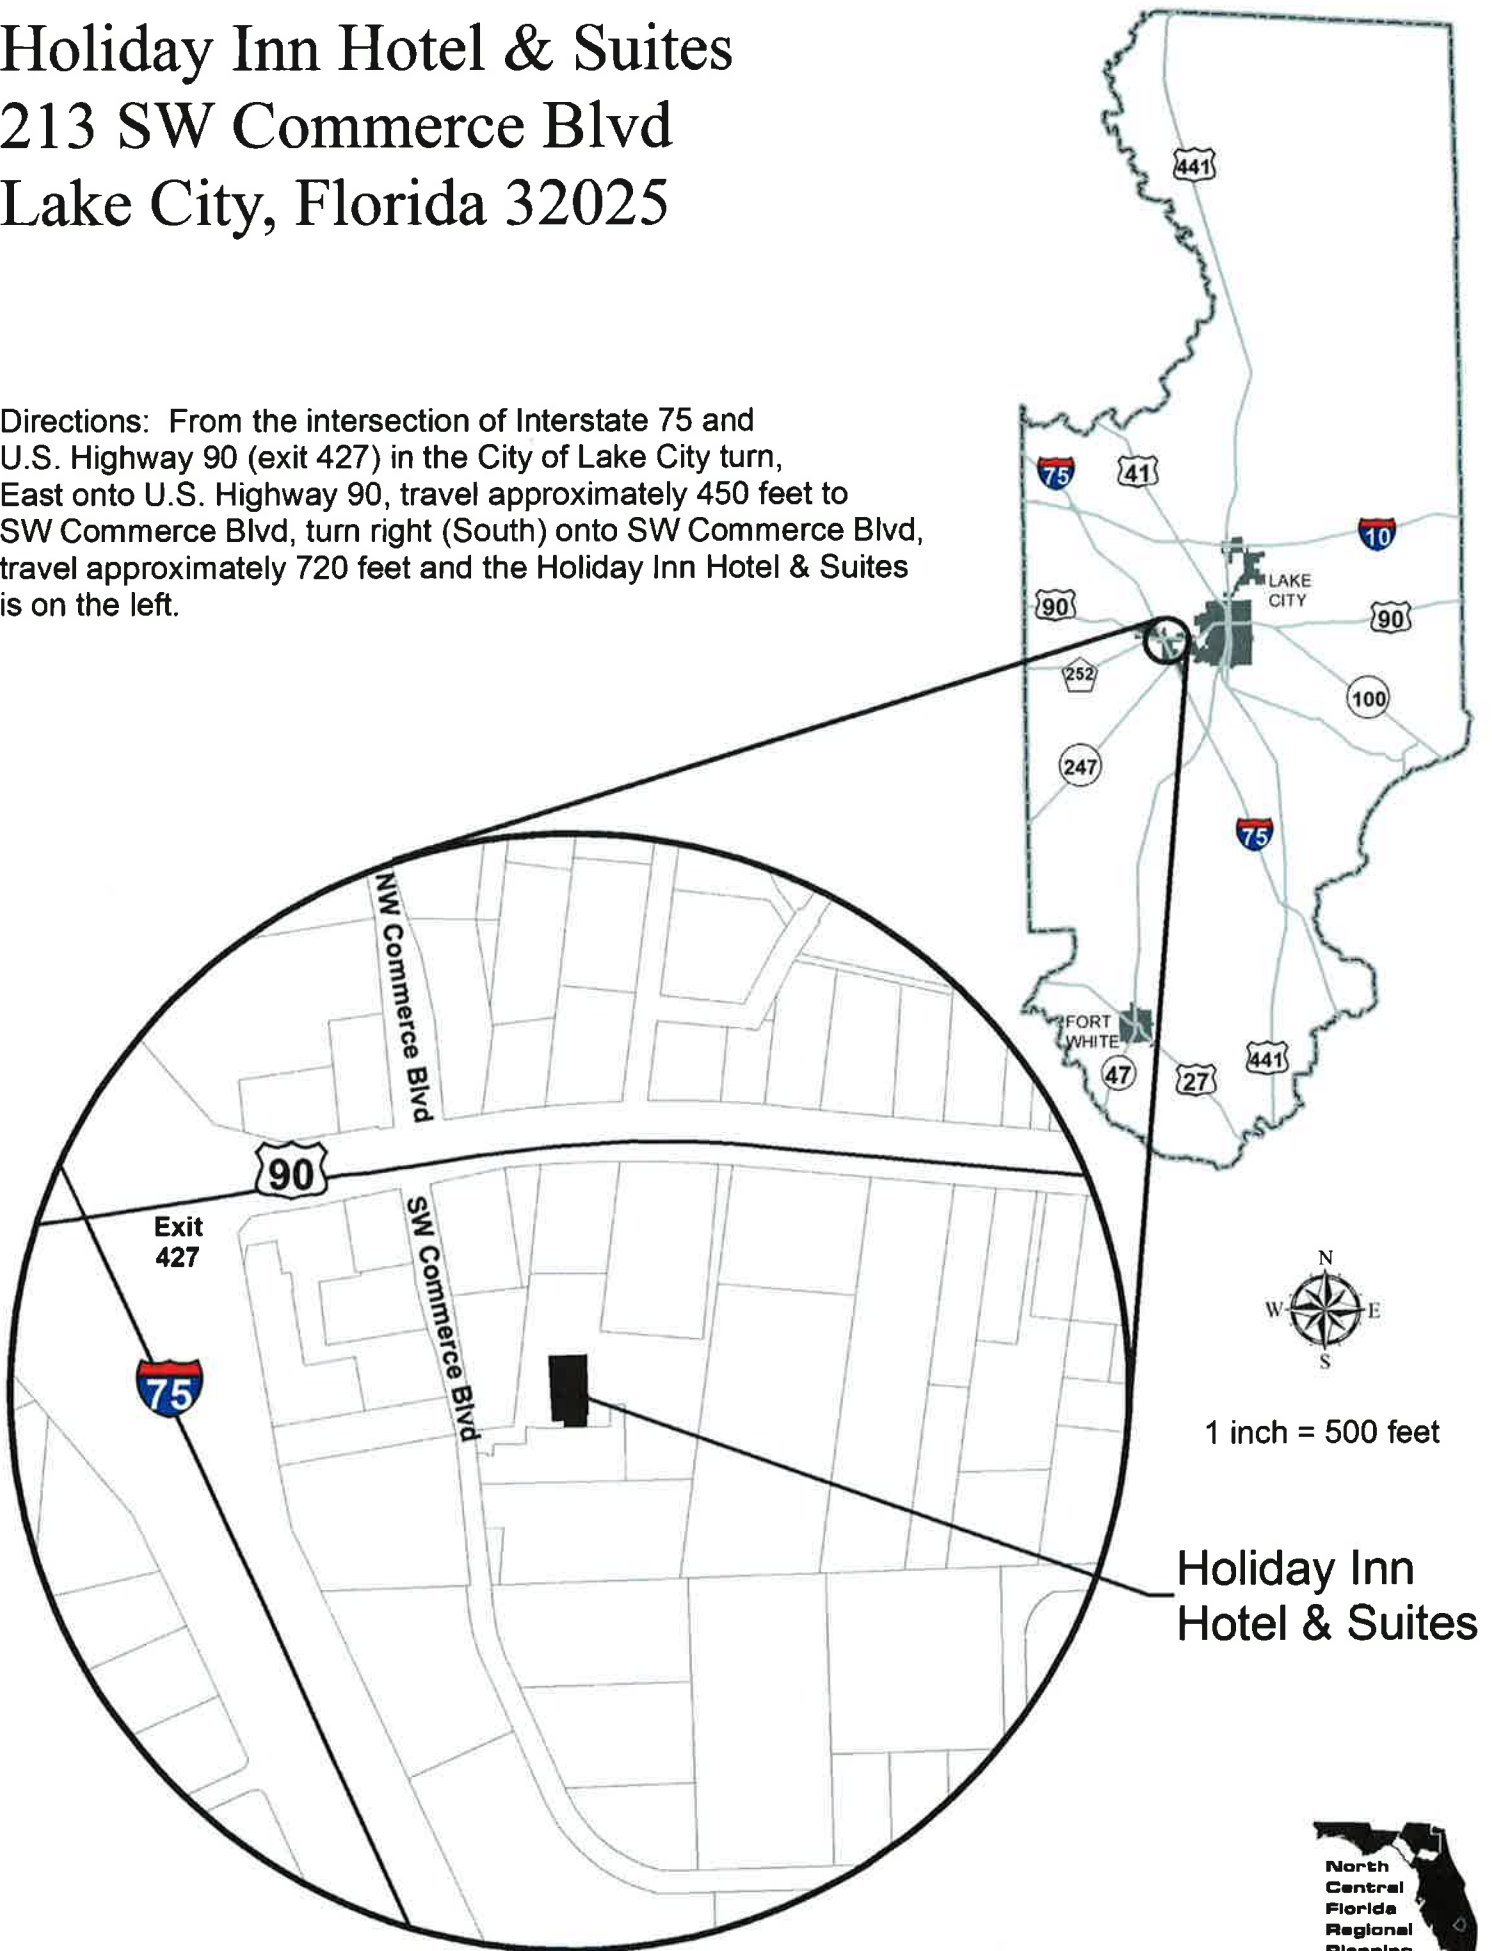 Holiday Inn Hotel & Suites
213 SW Commerce Blvd
Lake City, Florida 32025
Directions: From the intersection of Interstate 75 and
U.S. Highway 90 (exit 427) in the City of Lake City turn,
East onto U.S. Highway 90, travel approximately 450 feet to
SW Commerce Blvd, turn right (South) onto SW Commerce Blvd,
travel approximately 720 feet and the Holiday Inn Hotel & Suites
is on the left.
441
75
41
10
LAKE
CITY
90
90
252
100
247
75
FORT
WHITE
47
27
441
NW Commerce Blvd
90
Exit
427
SW Commerce Blvd
75
N
W
E
S
1 inch = 500 feet
Holiday Inn
Hotel & Suites
North
Central
Florida
Regional
Planning